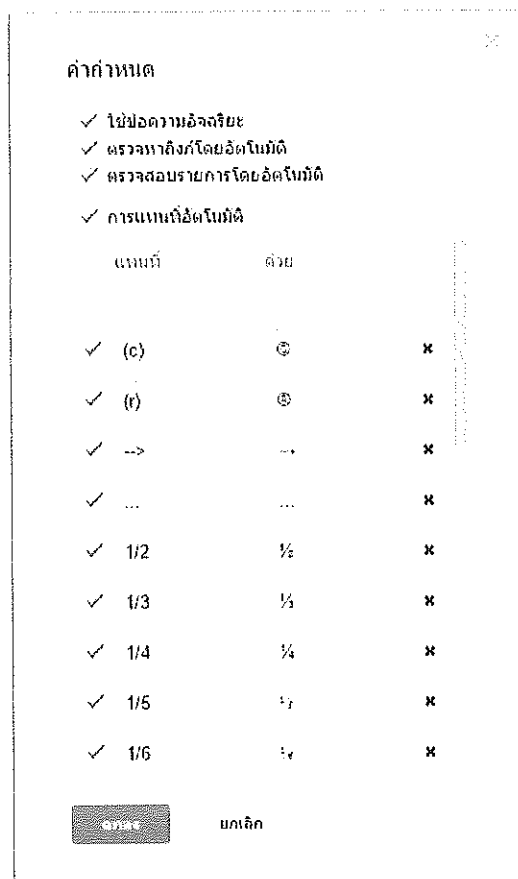 ค่ากำหนด
✓ ใช้ข้อความอัจฉริยะ
✓ ตรวจหาลิงก์โดยอัตโนมัติ
✓ ตรวจสอบรายการโดยอัตโนมัติ
✓ การแทนที่อัตโนมัติ
แทนที่ ด้วย
✓ (c) © ×
✓ (r) ® ×
✓ --> → ×
✓ ... … ×
✓ 1/2 ½ ×
✓ 1/3 ⅓ ×
✓ 1/4 ¼ ×
✓ 1/5 ×
✓ 1/6 ×
ตกลง ยกเลิก